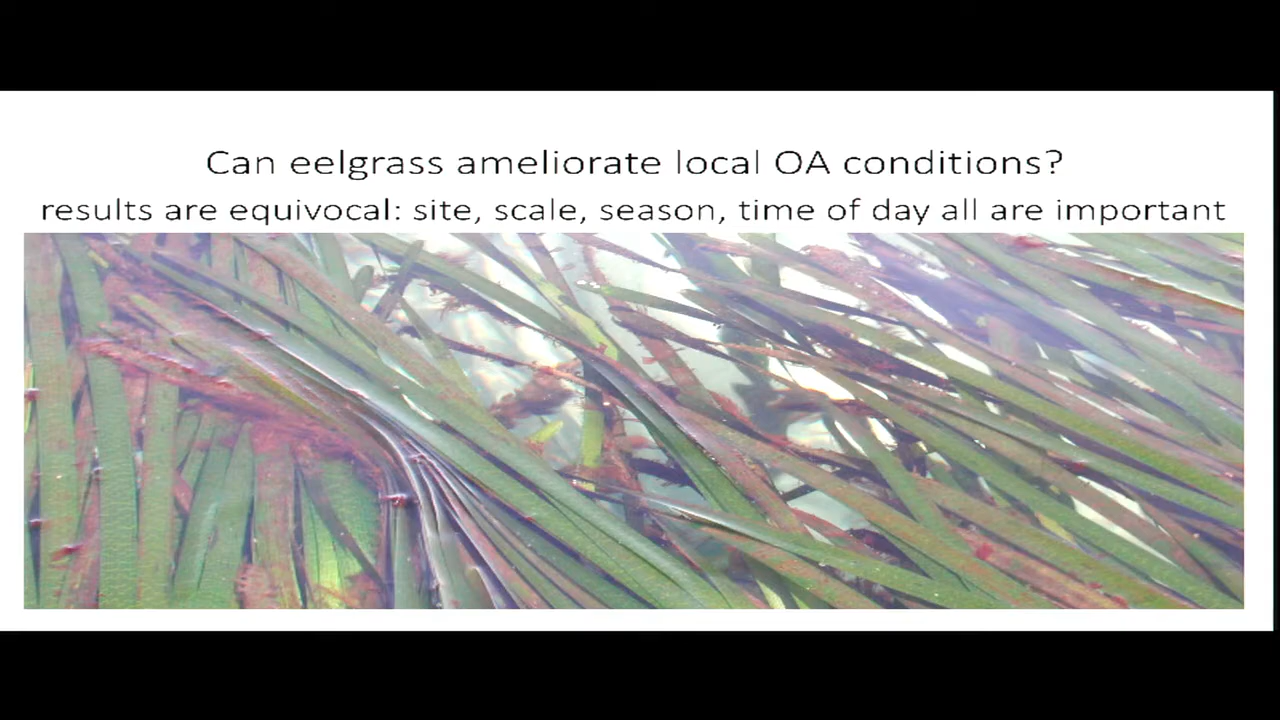 Can eelgrass ameliorate local OA conditions?
results are equivocal: site, scale, season, time of day all are important